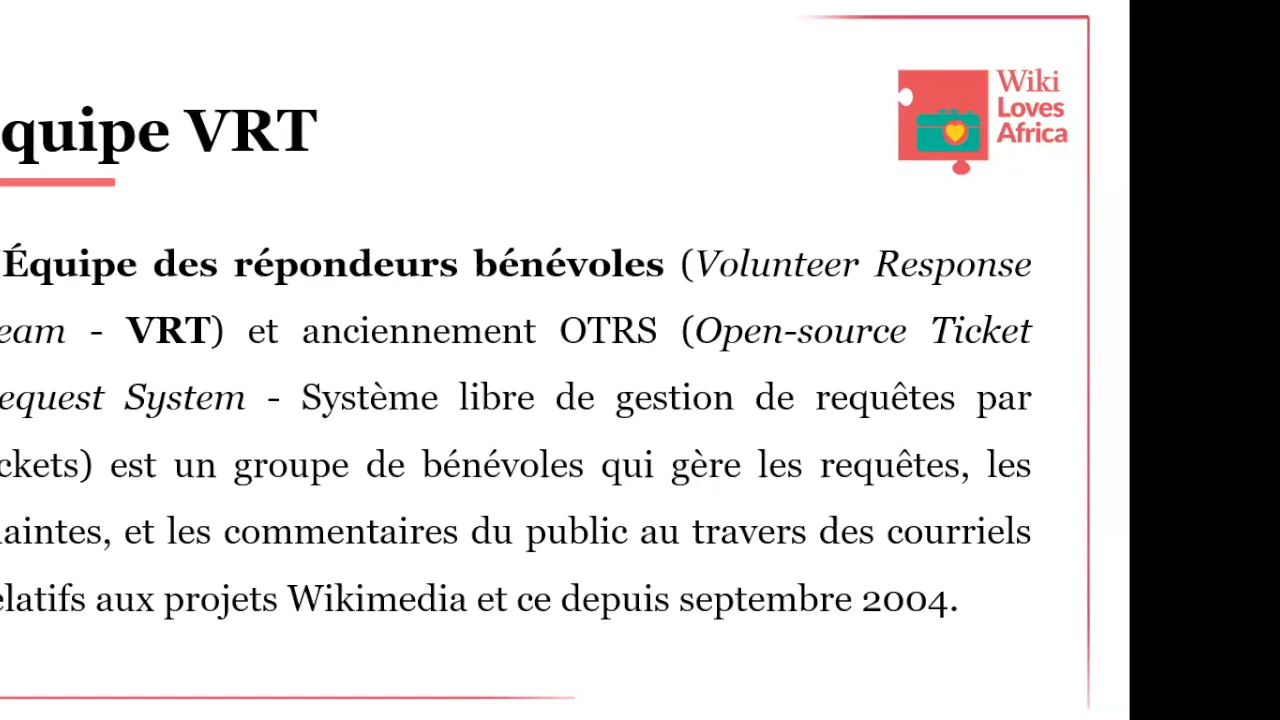 quipe VRT
Wiki
Loves
Africa
Équipe des répondeurs bénévoles (Volunteer Response
eam - VRT) et anciennement OTRS (Open-source Ticket
equest System - Système libre de gestion de requêtes par
ckets) est un groupe de bénévoles qui gère les requêtes, les
aintes, et les commentaires du public au travers des courriels
elatifs aux projets Wikimedia et ce depuis septembre 2004.